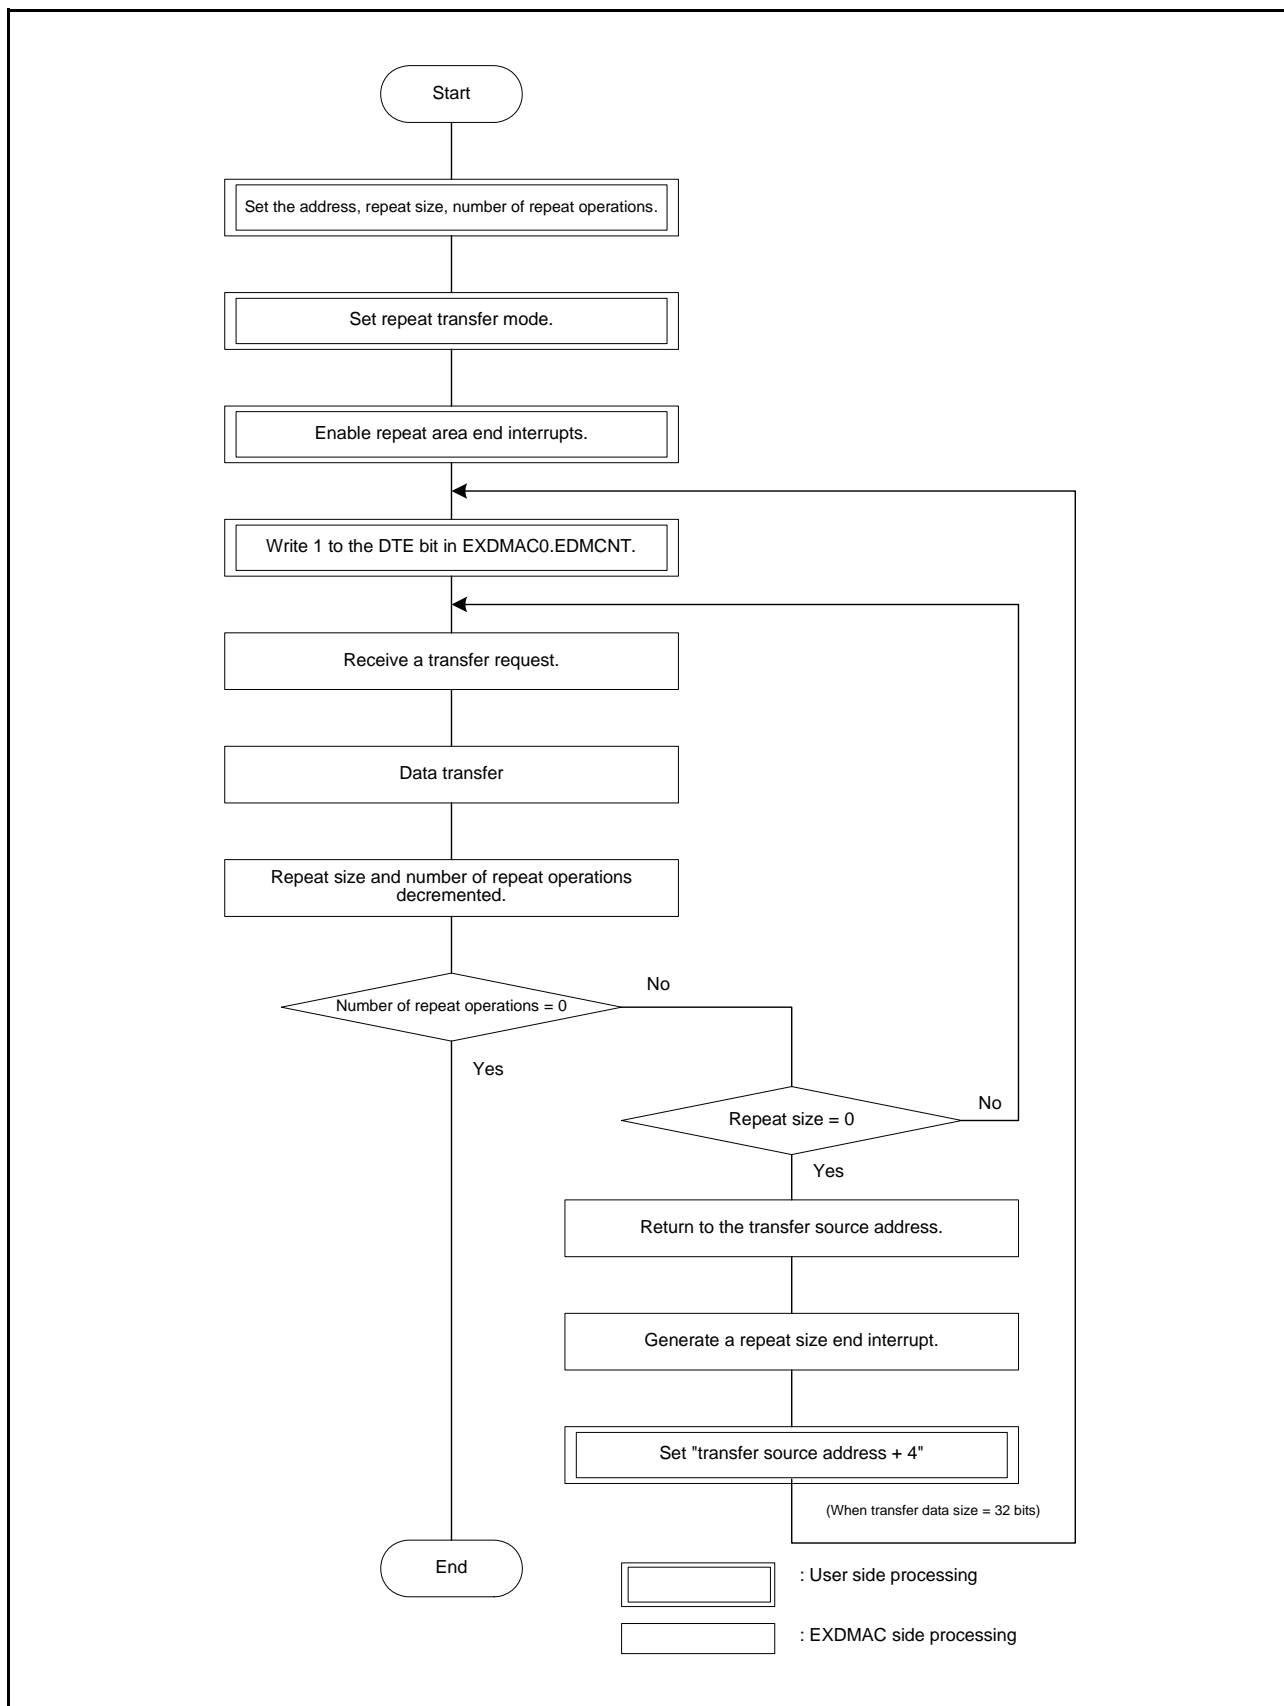 Start
Set the address, repeat size, number of repeat operations.
Set repeat transfer mode.
Enable repeat area end interrupts.
Write 1 to the DTE bit in EXDMAC0.EDMCNT.
Receive a transfer request.
Data transfer
Repeat size and number of repeat operations
decremented.
Number of repeat operations = 0
No
Yes
Repeat size = 0
No
Yes
Return to the transfer source address.
Generate a repeat size end interrupt.
Set "transfer source address + 4"
(When transfer data size = 32 bits)
End
: User side processing
: EXDMAC side processing